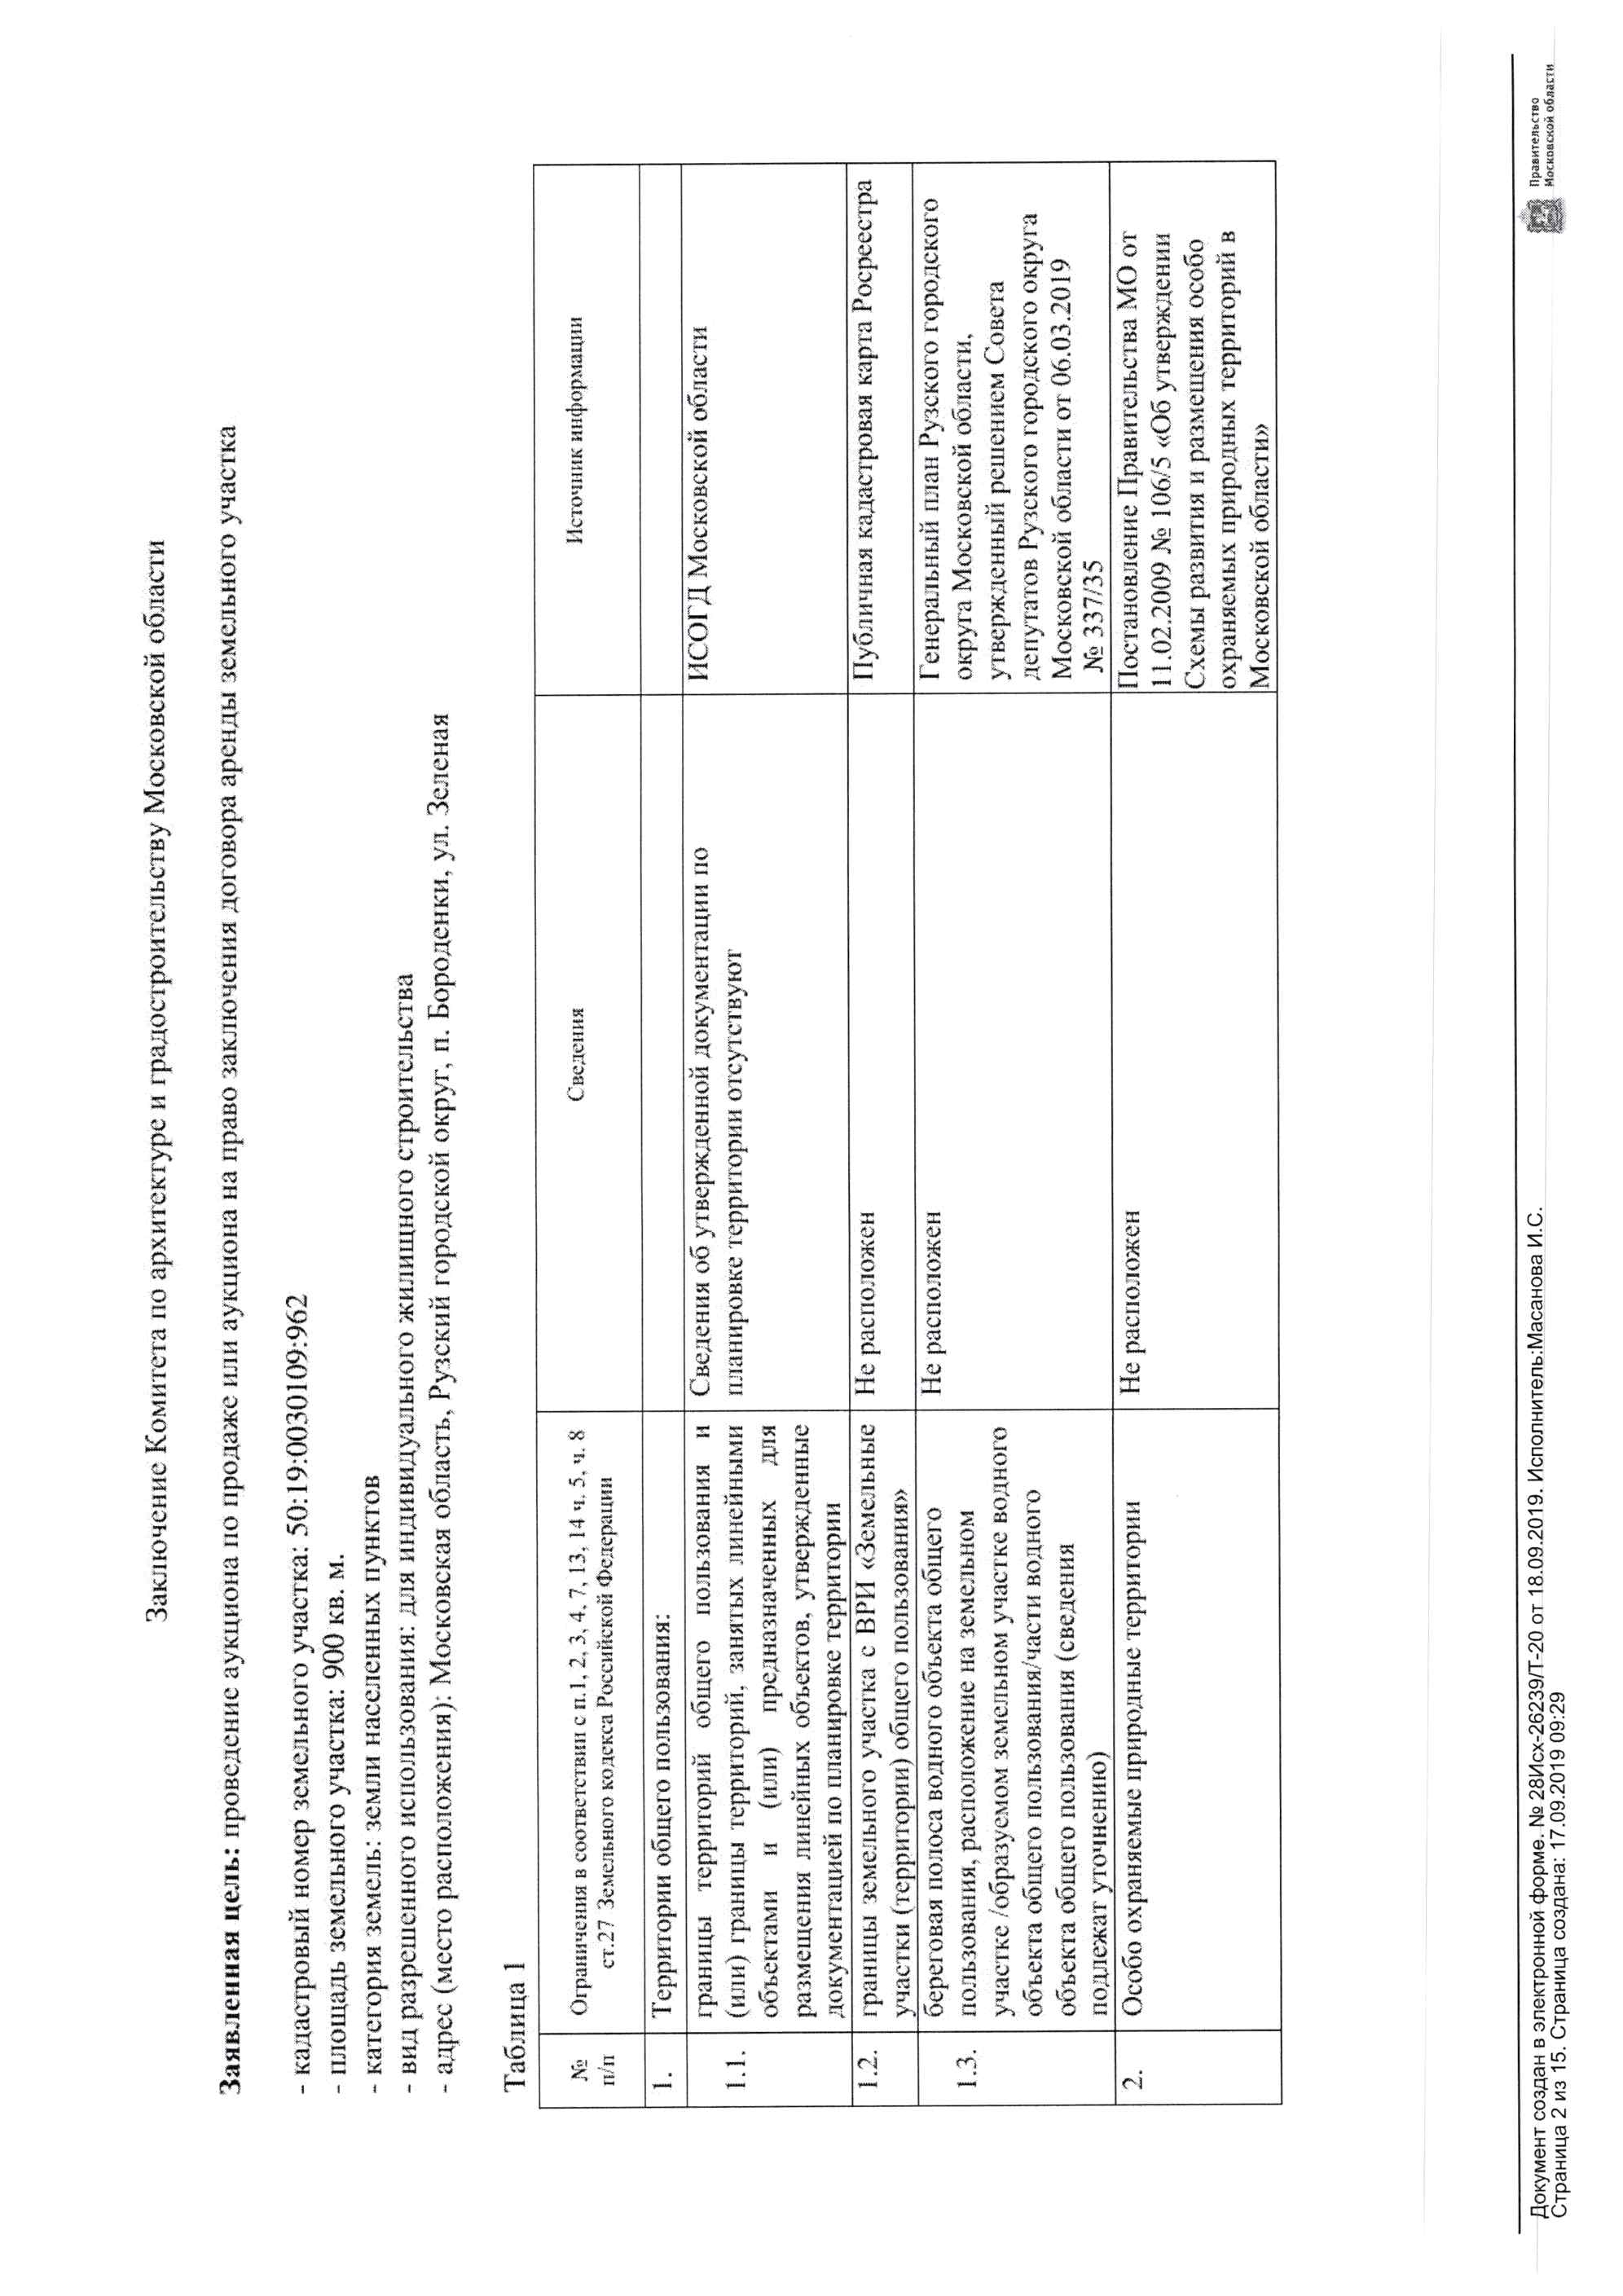 Заключение Комитета по архитектуре и градостроительству Московской области
Заявленная цель: проведение аукциона по продаже или аукциона на право заключения договора аренды земельного участка
- кадастровый номер земельного участка: 50:19:0030109:962
- площадь земельного участка: 900 кв. м.
- категория земель: земли населенных пунктов
- вид разрешенного использования: для индивидуального жилищного строительства
- адрес (место расположения): Московская область, Рузский городской округ, п. Бороденки, ул. Зеленая
Таблица 1
№
п/п
Ограничения в соответствии с п.1, 2, 3, 4, 7, 13, 14 ч. 5, ч. 8
ст.27 Земельного кодекса Российской Федерации
Сведения
Источник информации
1.
Территории общего пользования:
1.1.
границы территорий общего пользования и
(или) границы территорий, занятых линейными
объектами и (или) предназначенных для
размещения линейных объектов, утвержденные
документацией по планировке территории
Сведения об утвержденной документации по
планировке территории отсутствуют
ИСОГД Московской области
1.2.
границы земельного участка с ВРИ «Земельные
участки (территории) общего пользования»
Не расположен
Публичная кадастровая карта Росреестра
1.3.
береговая полоса водного объекта общего
пользования, расположение на земельном
участке /образуемом земельном участке водного
объекта общего пользования/части водного
объекта общего пользования (сведения
подлежат уточнению)
Не расположен
Генеральный план Рузского городского
округа Московской области,
утвержденный решением Совета
депутатов Рузского городского округа
Московской области от 06.03.2019
№ 337/35
2.
Особо охраняемые природные территории
Не расположен
Постановление Правительства МО от
11.02.2009 № 106/5 «Об утверждении
Схемы развития и размещения особо
охраняемых природных территорий в
Московской области»
Документ создан в электронной форме. № 28Исх-26239/Т-20 от 18.09.2019. Исполнитель:Масанова И.С.
Страница 2 из 15. Страница создана: 17.09.2019 09:29
Правительство
Московской области